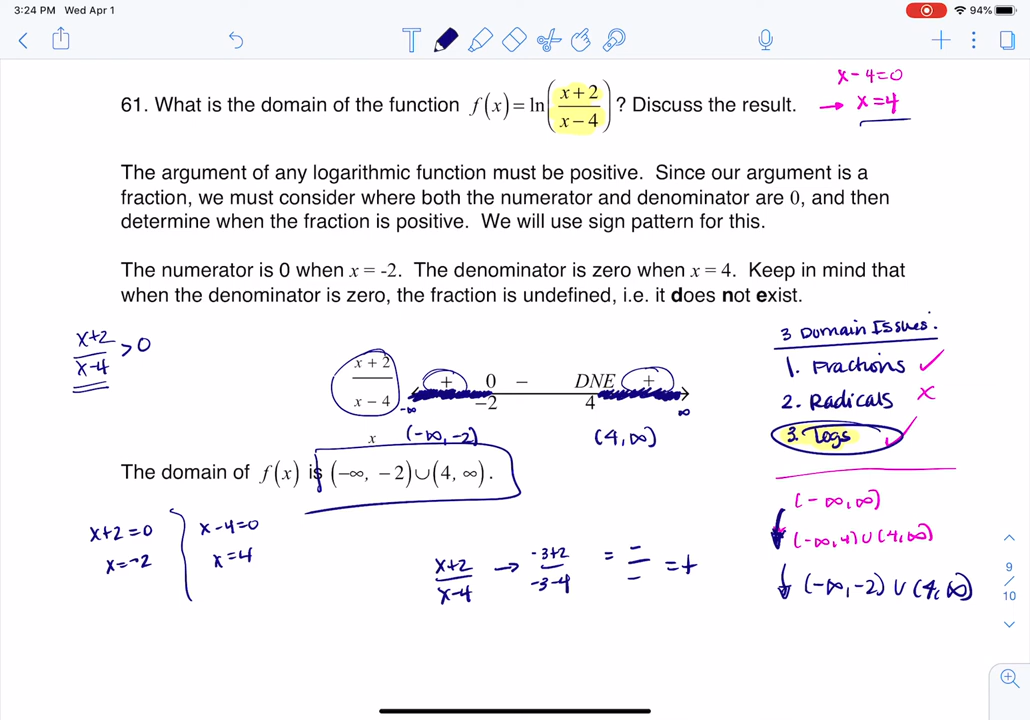 3:24 PM Wed Apr 1
94%
x-4=0
→ x=4
61. What is the domain of the function f(x)=ln((x+2)/(x-4))? Discuss the result.
The argument of any logarithmic function must be positive. Since our argument is a
fraction, we must consider where both the numerator and denominator are 0, and then
determine when the fraction is positive. We will use sign pattern for this.
The numerator is 0 when x = -2. The denominator is zero when x = 4. Keep in mind that
when the denominator is zero, the fraction is undefined, i.e. it does not exist.
(x+2)/(x-4) > 0
x + 2
x - 4
x
+ 0 − DNE +
-∞ −2 4 ∞
(-∞,-2) (4,∞)
The domain of f(x) is (−∞, −2)∪(4, ∞).
3 Domain Issues:
1. Fractions ✓
2. Radicals ×
3. Logs ✓
(-∞,∞)
(-∞,4)∪(4,∞)
(-∞,-2)∪(4,∞)
x+2=0
x=-2
x-4=0
x=4
(x+2)/(x-4) → (-3+2)/(-3-4) = −/− = +
9
/
10